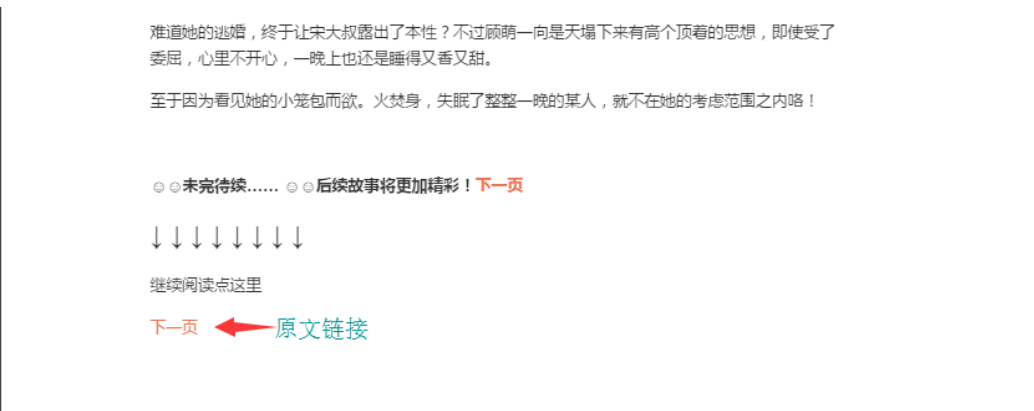 难道她的逃婚，终于让宋大叔露出了本性？不过顾萌一向是天塌下来有高个顶着的思想，即使受了
委屈，心里不开心，一晚上也还是睡得又香又甜。
至于因为看见她的小笼包而欲。火焚身，失眠了整整一晚的某人，就不在她的考虑范围之内咯！
☺☺未完待续…… ☺☺后续故事将更加精彩！下一页
↓↓↓↓↓↓↓↓
继续阅读点这里
下一页 原文链接